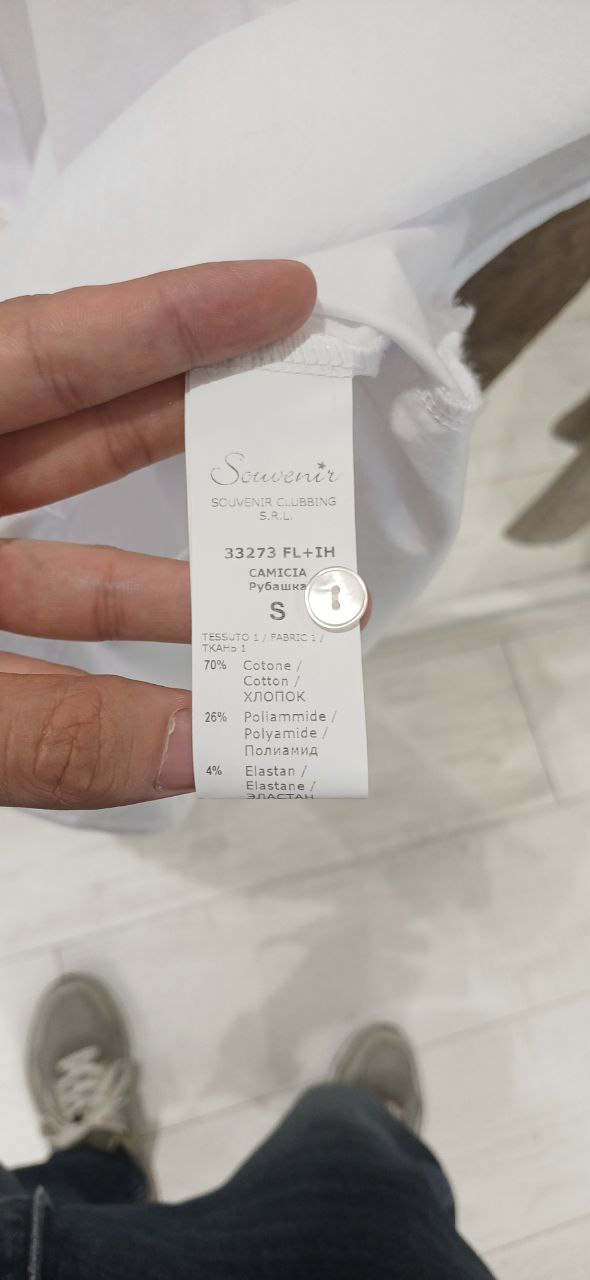 Souvenir
SOUVENIR CLUBBING
S.R.L.
33273 FL+IH
CAMICIA
Рубашка
S
TESSUTO 1 / FABRIC 1 /
ТКАНЬ 1
70% Cotone /
Cotton /
ХЛОПОК
26% Poliammide /
Polyamide /
Полиамид
4% Elastan /
Elastane /
ЭЛАСТАН